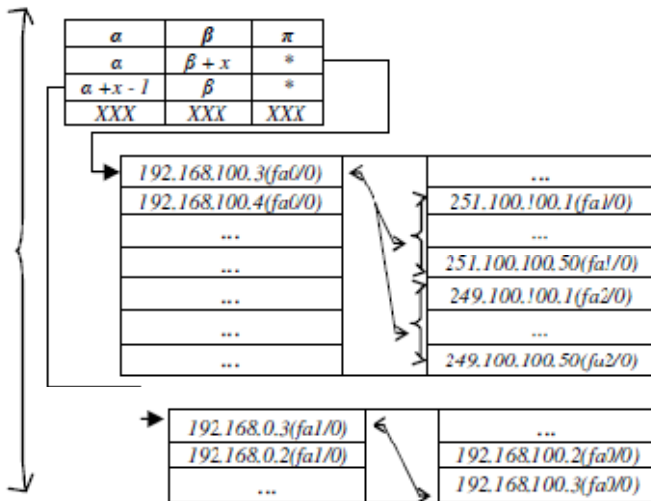 α β π
α β + x *
α +x - 1 β *
XXX XXX XXX
192.168.100.3(fa0/0) ...
192.168.100.4(fa0/0) 251.100.100.1(fa1/0)
... ...
... 251.100.100.50(fa1/0)
... 249.100.100.1(fa2/0)
... ...
... 249.100.100.50(fa2/0)
192.168.0.3(fa1/0) ...
192.168.0.2(fa1/0) 192.168.100.2(fa0/0)
... 192.168.100.3(fa0/0)